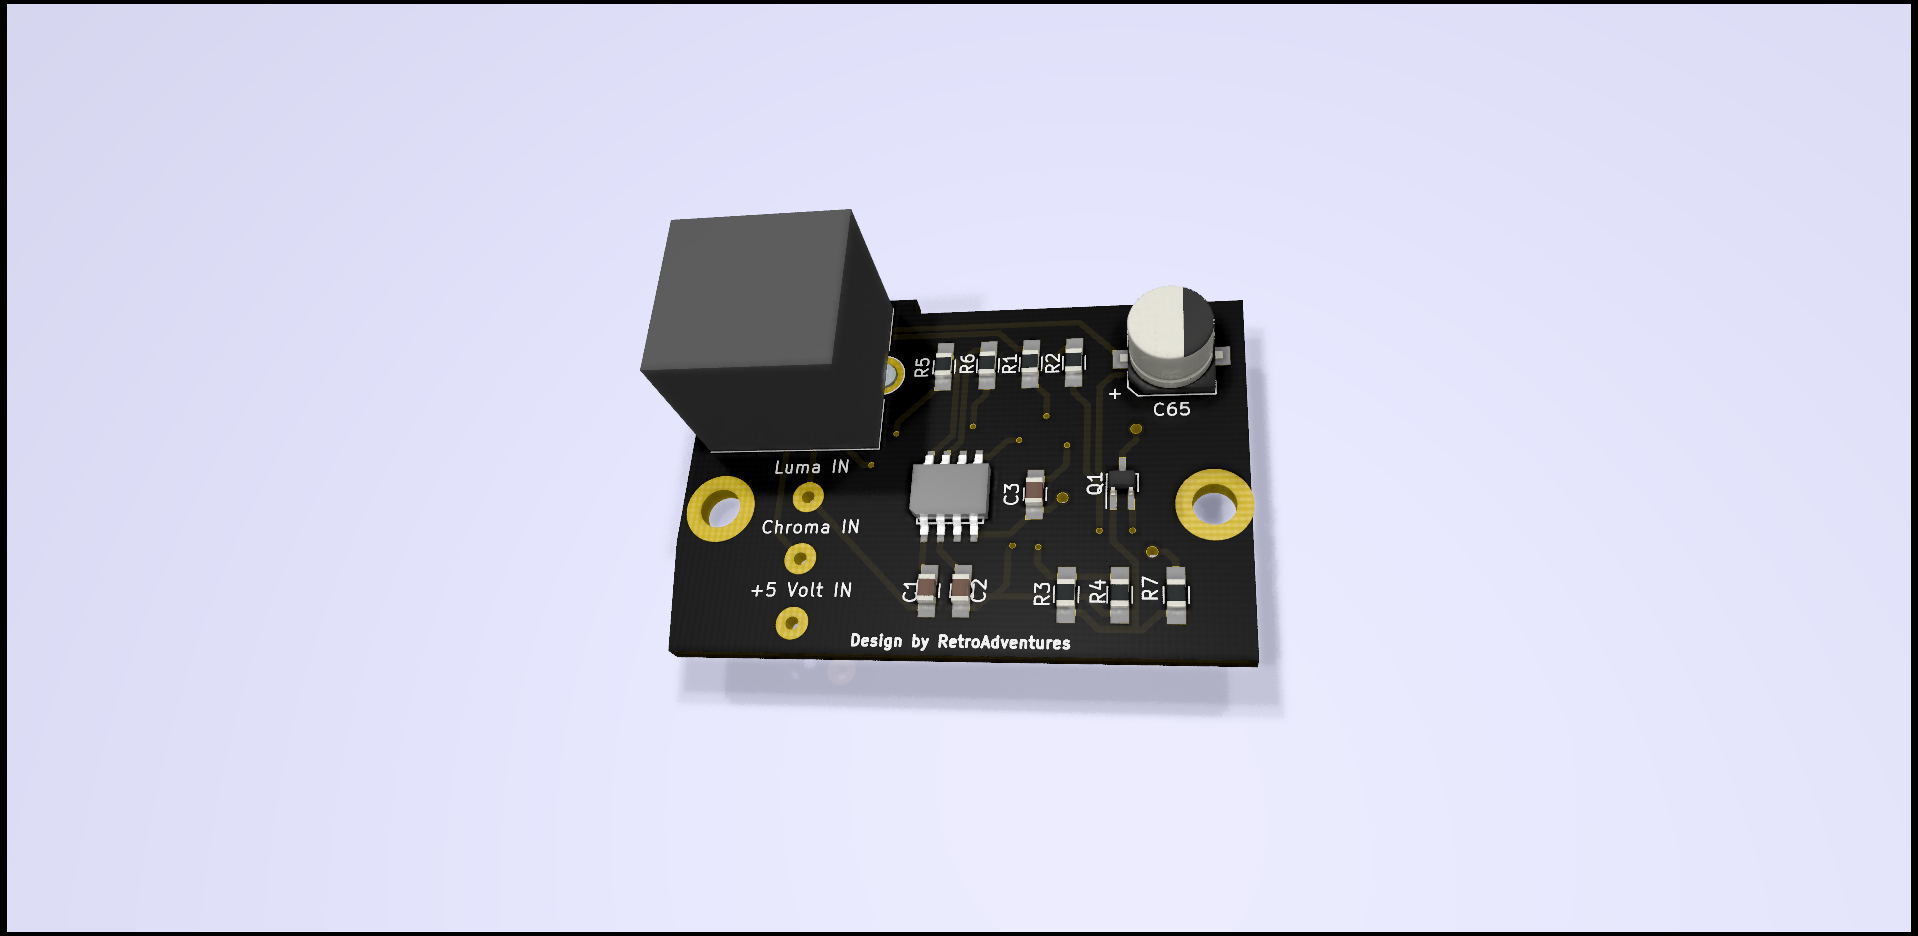 R5
R6
R1
R2
+
C65
Luma IN
C3
Q1
Chroma IN
+5 Volt IN
C1
C2
R3
R4
R7
Design by RetroAdventures